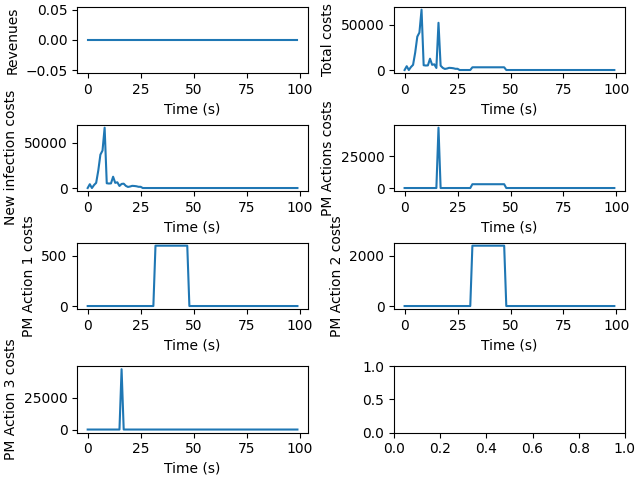 Revenues
0.05
0.00
−0.05
0 25 50 75 100
Time (s)
Total costs
50000
0
0 25 50 75 100
Time (s)
New infection costs
50000
0
0 25 50 75 100
Time (s)
PM Actions costs
25000
0
0 25 50 75 100
Time (s)
PM Action 1 costs
500
0
0 25 50 75 100
Time (s)
PM Action 2 costs
2000
0
0 25 50 75 100
Time (s)
PM Action 3 costs
25000
0
0 25 50 75 100
Time (s)
1.0
0.5
0.0
0.0 0.2 0.4 0.6 0.8 1.0